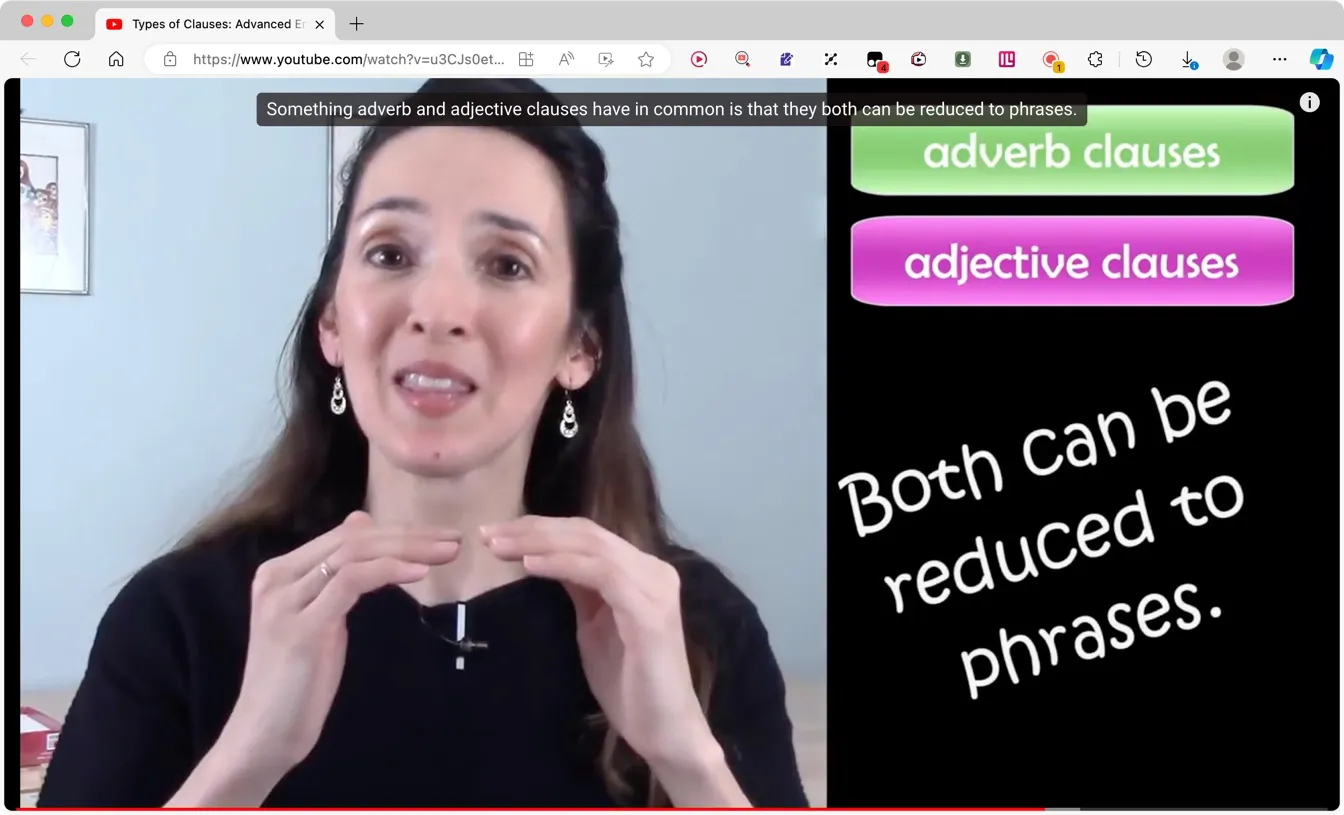 Types of Clauses: Advanced Er
https://www.youtube.com/watch?v=u3CJs0et...
4
1
Something adverb and adjective clauses have in common is that they both can be reduced to phrases.
adverb clauses
adjective clauses
Both can be
reduced to
phrases.